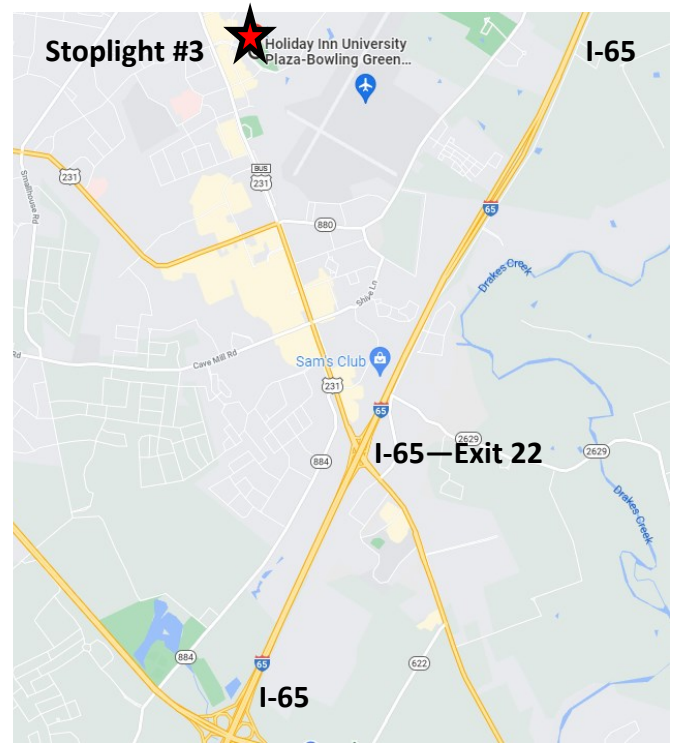 Stoplight #3
Holiday Inn University
Plaza-Bowling Green...
I-65
BUS
231
231
Smallhouse Rd
880
65
Drakes Creek
Shive Ln
Cave Mill Rd
Rd
Sam's Club
231
65
I-65—Exit 22
2629
2629
884
Drakes Creek
884
622
65
I-65